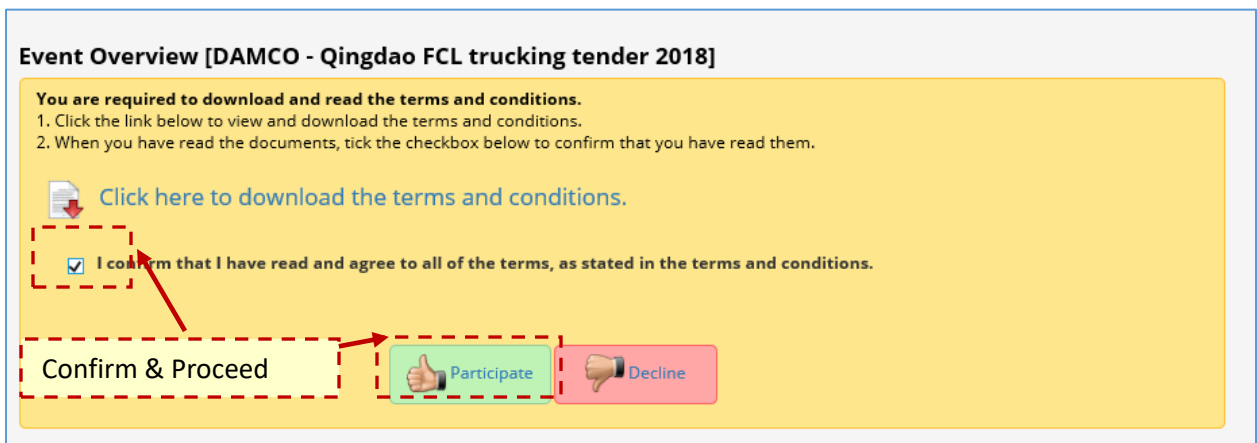 Event Overview [DAMCO - Qingdao FCL trucking tender 2018]
You are required to download and read the terms and conditions.
1. Click the link below to view and download the terms and conditions.
2. When you have read the documents, tick the checkbox below to confirm that you have read them.
Click here to download the terms and conditions.
I confirm that I have read and agree to all of the terms, as stated in the terms and conditions.
Confirm & Proceed
Participate
Decline